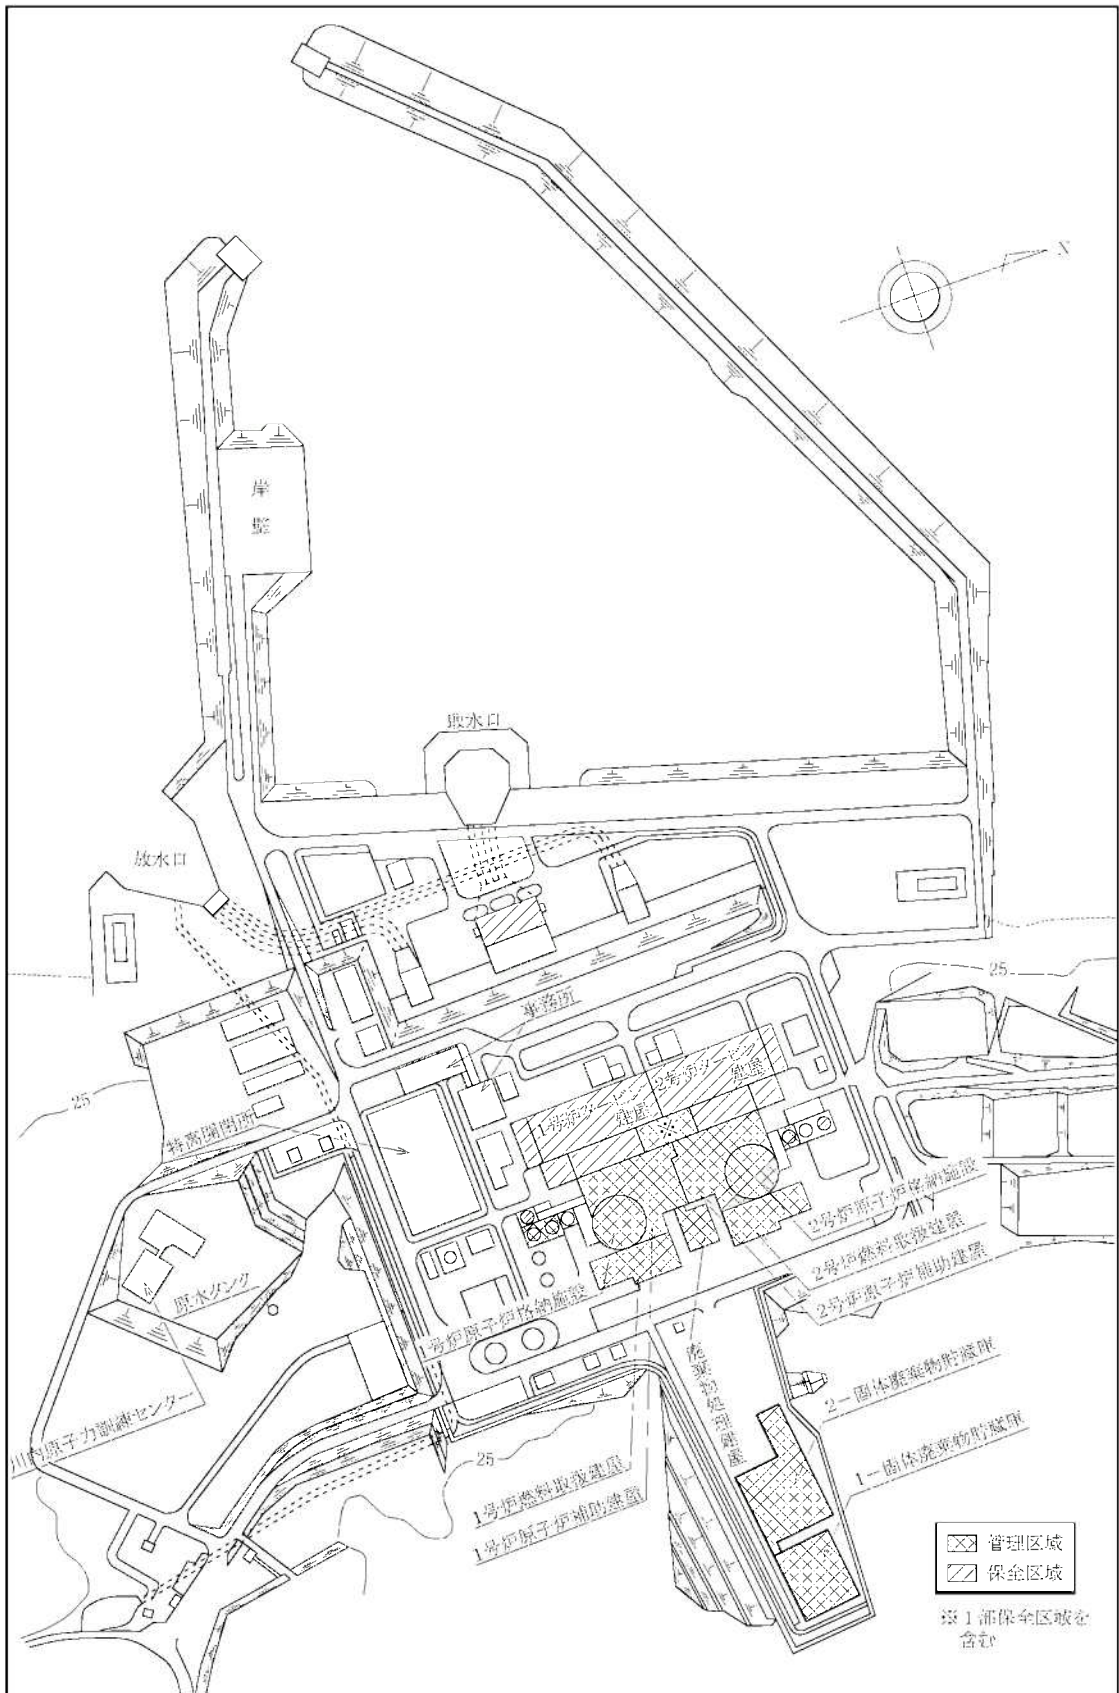 N
岸
壁
取水口
放水口
25
事務所
25
2号炉タービン
建屋
1号炉タービン
建屋
※
特高開閉所
2号炉原子炉格納施設
2号炉燃料取扱建屋
2号炉原子炉補助建屋
原水タンク
1号炉原子炉格納施設
廃棄物処理建屋
川内原子力訓練センター
2-固体廃棄物貯蔵庫
1-固体廃棄物貯蔵庫
25
1号炉燃料取扱建屋
1号炉原子炉補助建屋
管理区域
保全区域
※1部保全区域を
含む